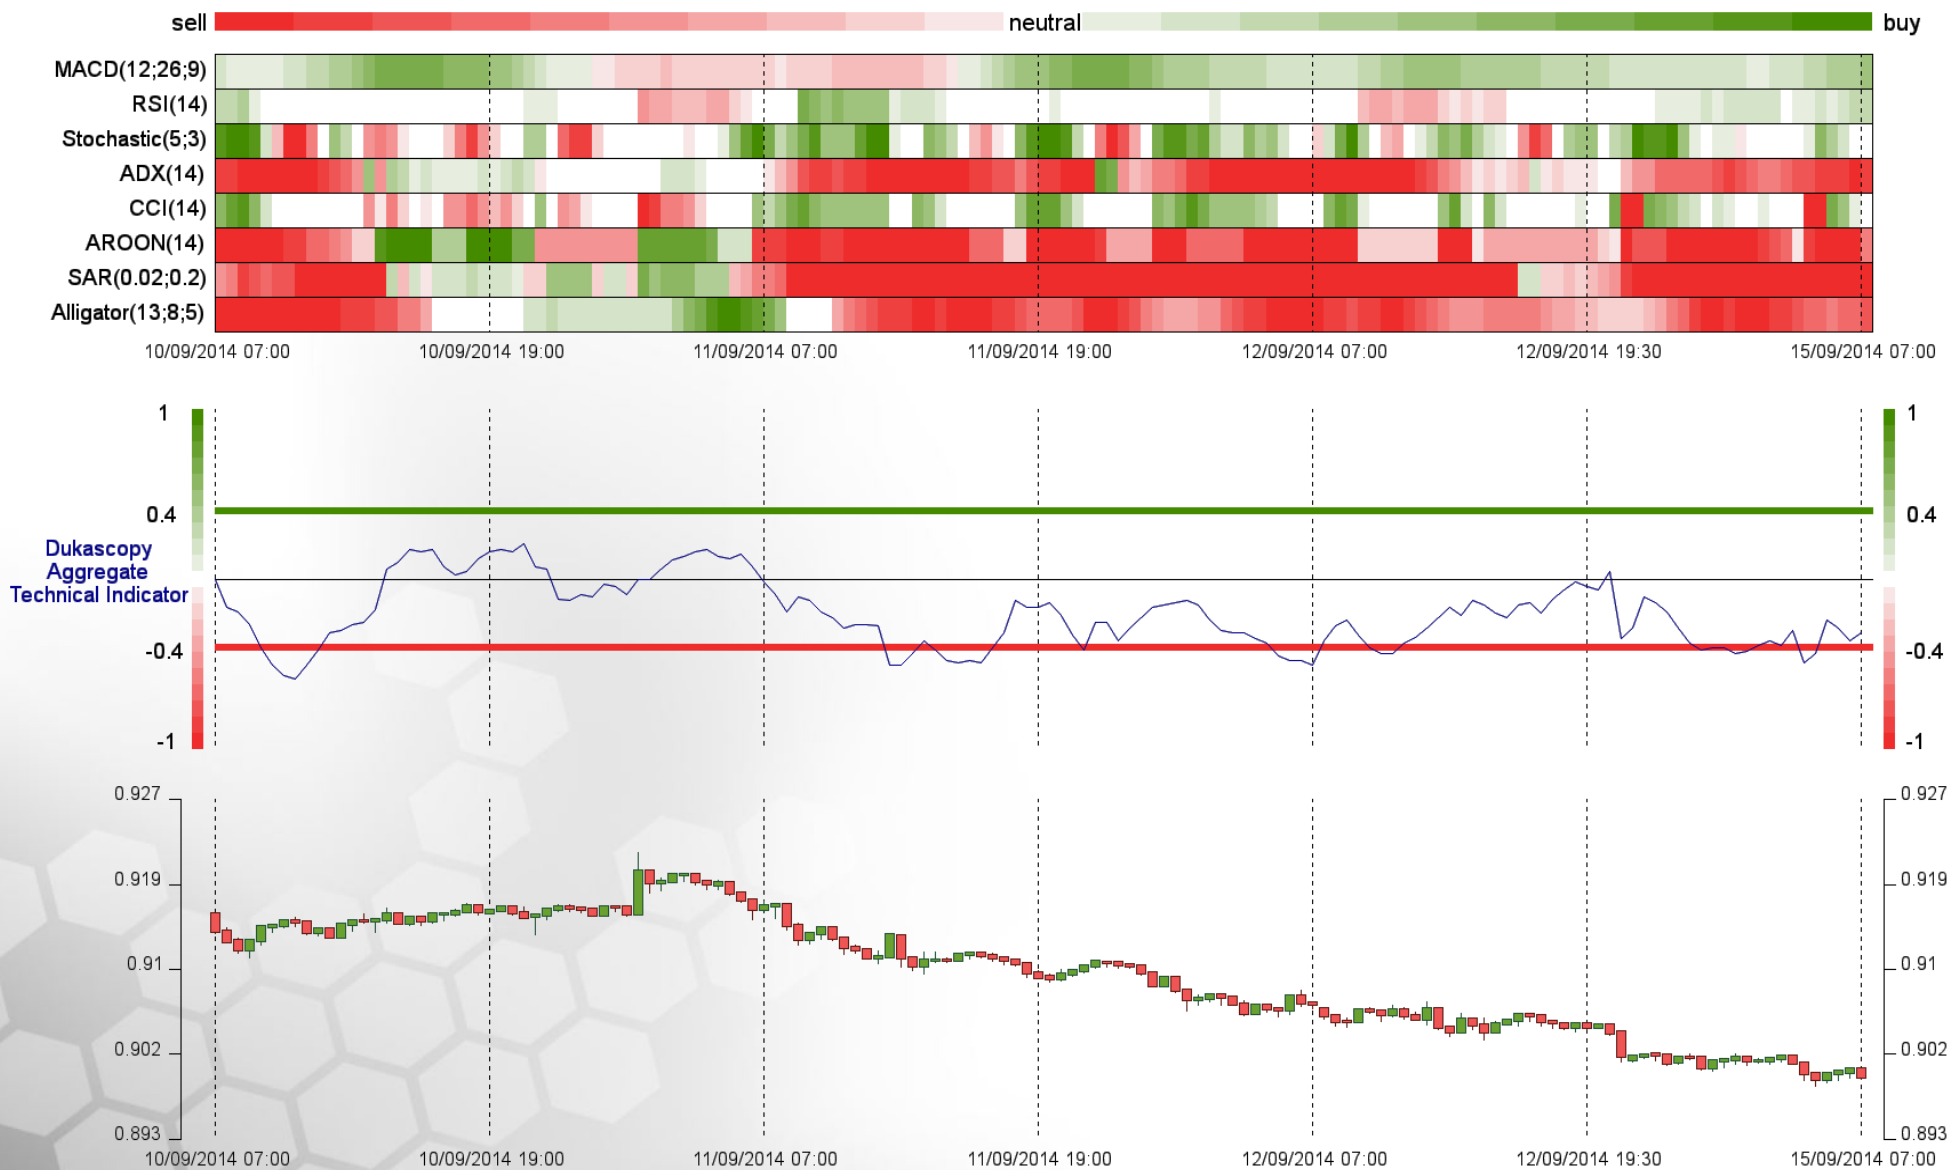 sell neutral buy
MACD(12;26;9)
RSI(14)
Stochastic(5;3)
ADX(14)
CCI(14)
AROON(14)
SAR(0.02;0.2)
Alligator(13;8;5)
10/09/2014 07:00 10/09/2014 19:00 11/09/2014 07:00 11/09/2014 19:00 12/09/2014 07:00 12/09/2014 19:30 15/09/2014 07:00
1 1
0.4 0.4
Dukascopy
Aggregate
Technical Indicator
-0.4 -0.4
-1 -1
0.927 0.927
0.919 0.919
0.91 0.91
0.902 0.902
0.893 0.893
10/09/2014 07:00 10/09/2014 19:00 11/09/2014 07:00 11/09/2014 19:00 12/09/2014 07:00 12/09/2014 19:30 15/09/2014 07:00